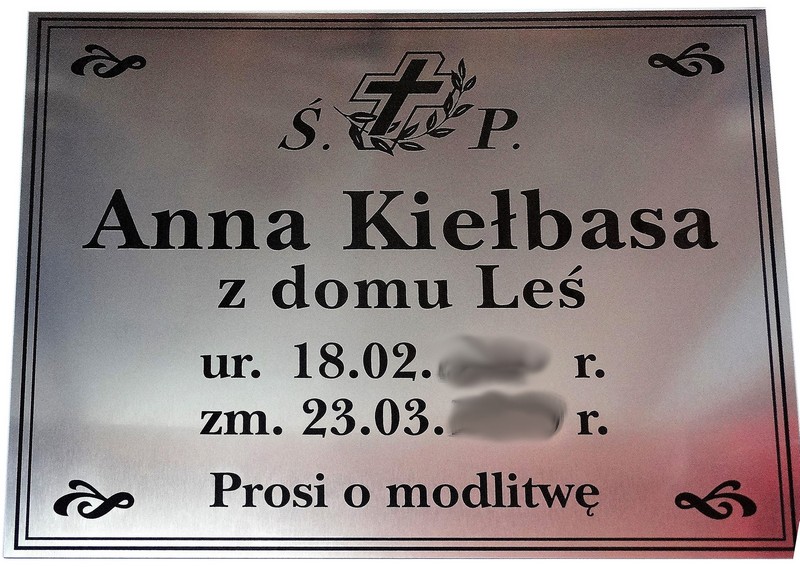 Ś. P.
Anna Kiełbasa
z domu Leś
ur. 18.02. r.
zm. 23.03. r.
Prosi o modlitwę